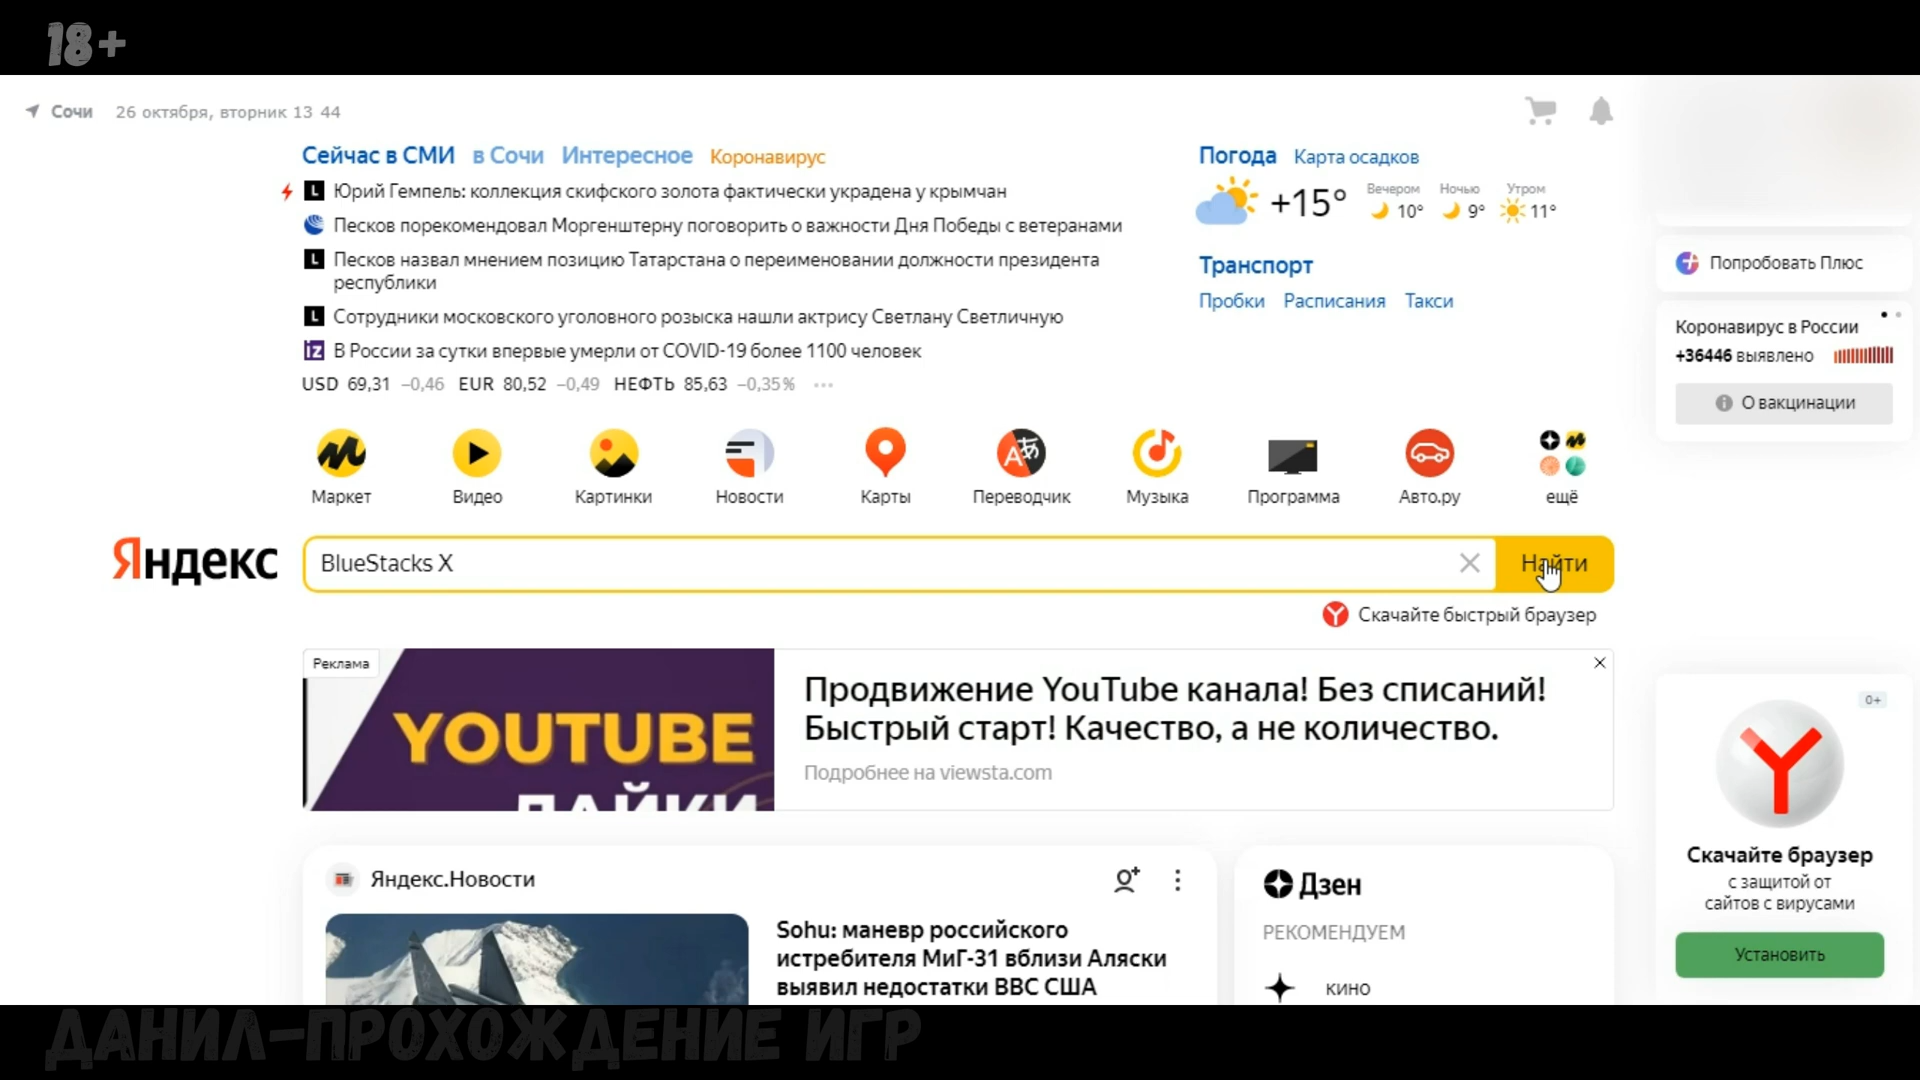 18+
Сочи 26 октября, вторник 13 44
Сейчас в СМИ в Сочи Интересное Коронавирус
Юрий Гемпель: коллекция скифского золота фактически украдена у крымчан
Песков порекомендовал Моргенштерну поговорить о важности Дня Победы с ветеранами
Песков назвал мнением позицию Татарстана о переименовании должности президента
республики
Сотрудники московского уголовного розыска нашли актрису Светлану Светличную
iz В России за сутки впервые умерли от COVID-19 более 1100 человек
USD 69,31 −0,46 EUR 80,52 −0,49 НЕФТЬ 85,63 −0,35%
Погода Карта осадков
+15° Вечером 10° Ночью 9° Утром 11°
Транспорт
Пробки Расписания Такси
Попробовать Плюс
Коронавирус в России
+36446 выявлено
О вакцинации
Маркет Видео Картинки Новости Карты Переводчик Музыка Программа Авто.ру ещё
Яндекс BlueStacks X Найти
Скачайте быстрый браузер
Реклама
YOUTUBE
ЛАЙКИ
Продвижение YouTube канала! Без списаний!
Быстрый старт! Качество, а не количество.
Подробнее на viewsta.com
0+
Скачайте браузер
с защитой от
сайтов с вирусами
Установить
Яндекс.Новости
Sohu: маневр российского
истребителя МиГ-31 вблизи Аляски
выявил недостатки ВВС США
Дзен
РЕКОМЕНДУЕМ
КИНО
ДАНИЛ-ПРОХОЖДЕНИЕ ИГР